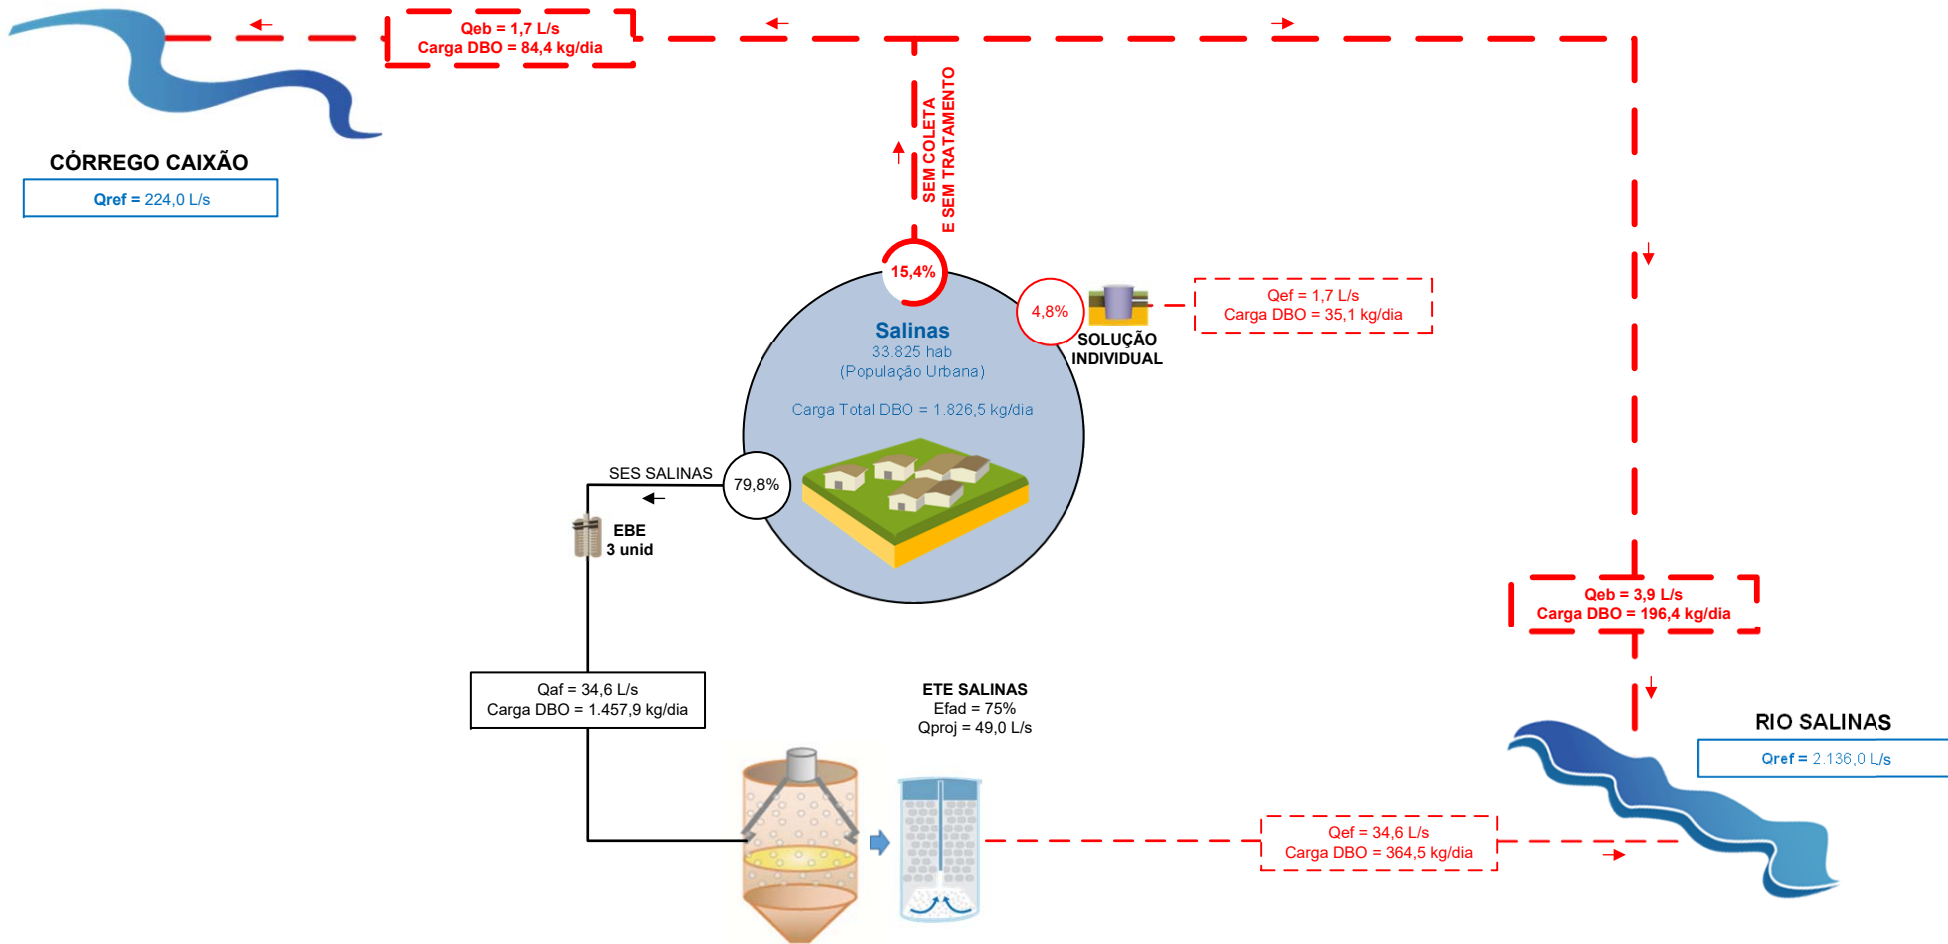 Qeb = 1,7 L/s
Carga DBO = 84,4 kg/dia
CÓRREGO CAIXÃO
Qref = 224,0 L/s
SEM COLETA
E SEM TRATAMENTO
15,4%
4,8%
SOLUÇÃO
INDIVIDUAL
Qef = 1,7 L/s
Carga DBO = 35,1 kg/dia
Salinas
33.825 hab
(População Urbana)
Carga Total DBO = 1.826,5 kg/dia
SES SALINAS
79,8%
EBE
3 unid
Qeb = 3,9 L/s
Carga DBO = 196,4 kg/dia
Qaf = 34,6 L/s
Carga DBO = 1.457,9 kg/dia
ETE SALINAS
Efad = 75%
Qproj = 49,0 L/s
RIO SALINAS
Qref = 2.136,0 L/s
Qef = 34,6 L/s
Carga DBO = 364,5 kg/dia